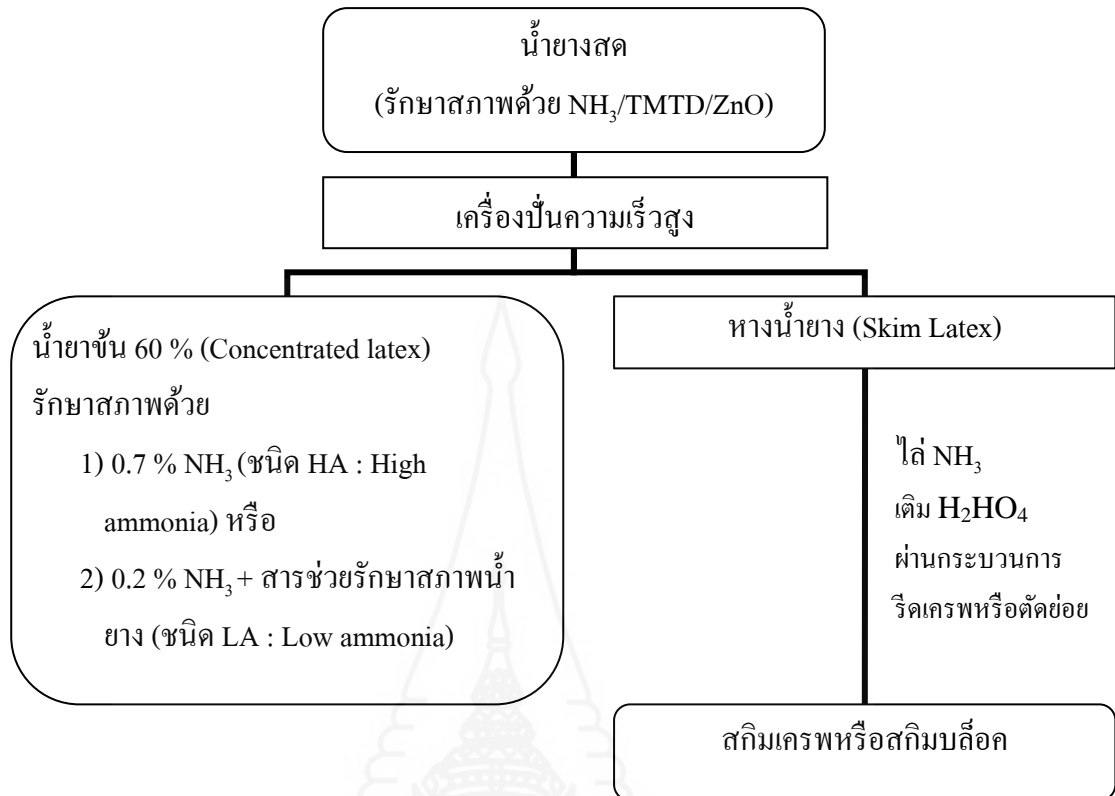 น้ำยางสด
(รักษาสภาพด้วย NH₃/TMTD/ZnO)
เครื่องปั่นความเร็วสูง
น้ำยาข้น 60 % (Concentrated latex)
รักษาสภาพด้วย
1) 0.7 % NH₃ (ชนิด HA : High
ammonia) หรือ
2) 0.2 % NH₃ + สารช่วยรักษาสภาพน้ำ
ยาง (ชนิด LA : Low ammonia)
หางน้ำยาง (Skim Latex)
ไล่ NH₃
เติม H₂HO₄
ผ่านกระบวนการ
รีดเครพหรือตัดย่อย
สกิมเครพหรือสกิมบล็อค